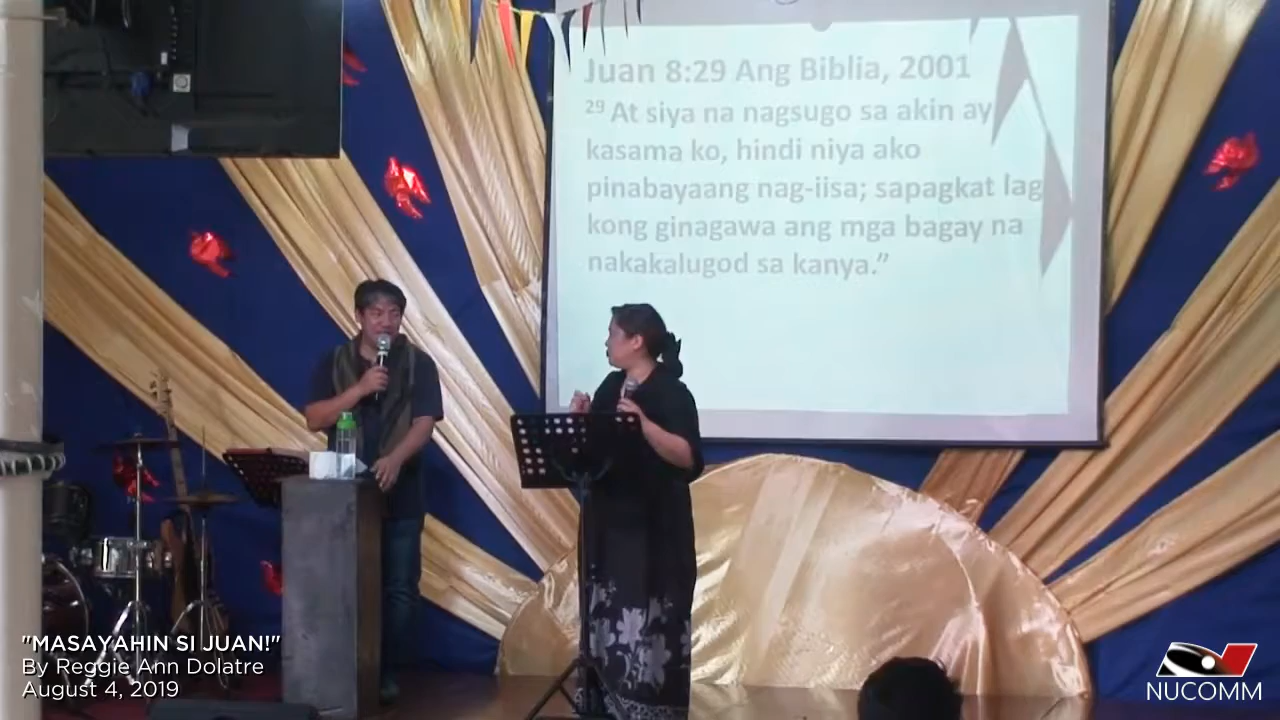 Juan 8:29 Ang Biblia, 2001
29 At siya na nagsugo sa akin ay
kasama ko, hindi niya ako
pinabayaang nag-iisa; sapagkat lag
kong ginagawa ang mga bagay na
nakakalugod sa kanya.”
"MASAYAHIN SI JUAN!"
By Reggie Ann Dolatre
August 4, 2019
NUCOMM